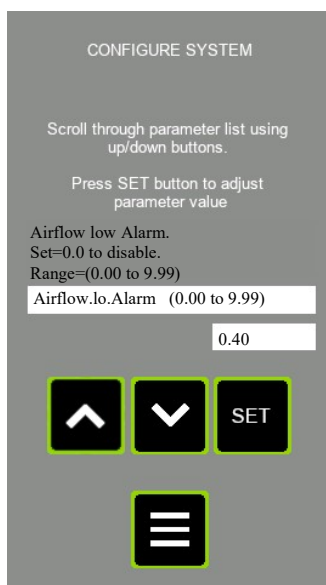 CONFIGURE SYSTEM
Scroll through parameter list using
up/down buttons.
Press SET button to adjust
parameter value
Airflow low Alarm.
Set=0.0 to disable.
Range=(0.00 to 9.99)
Airflow.lo.Alarm (0.00 to 9.99)
0.40
SET